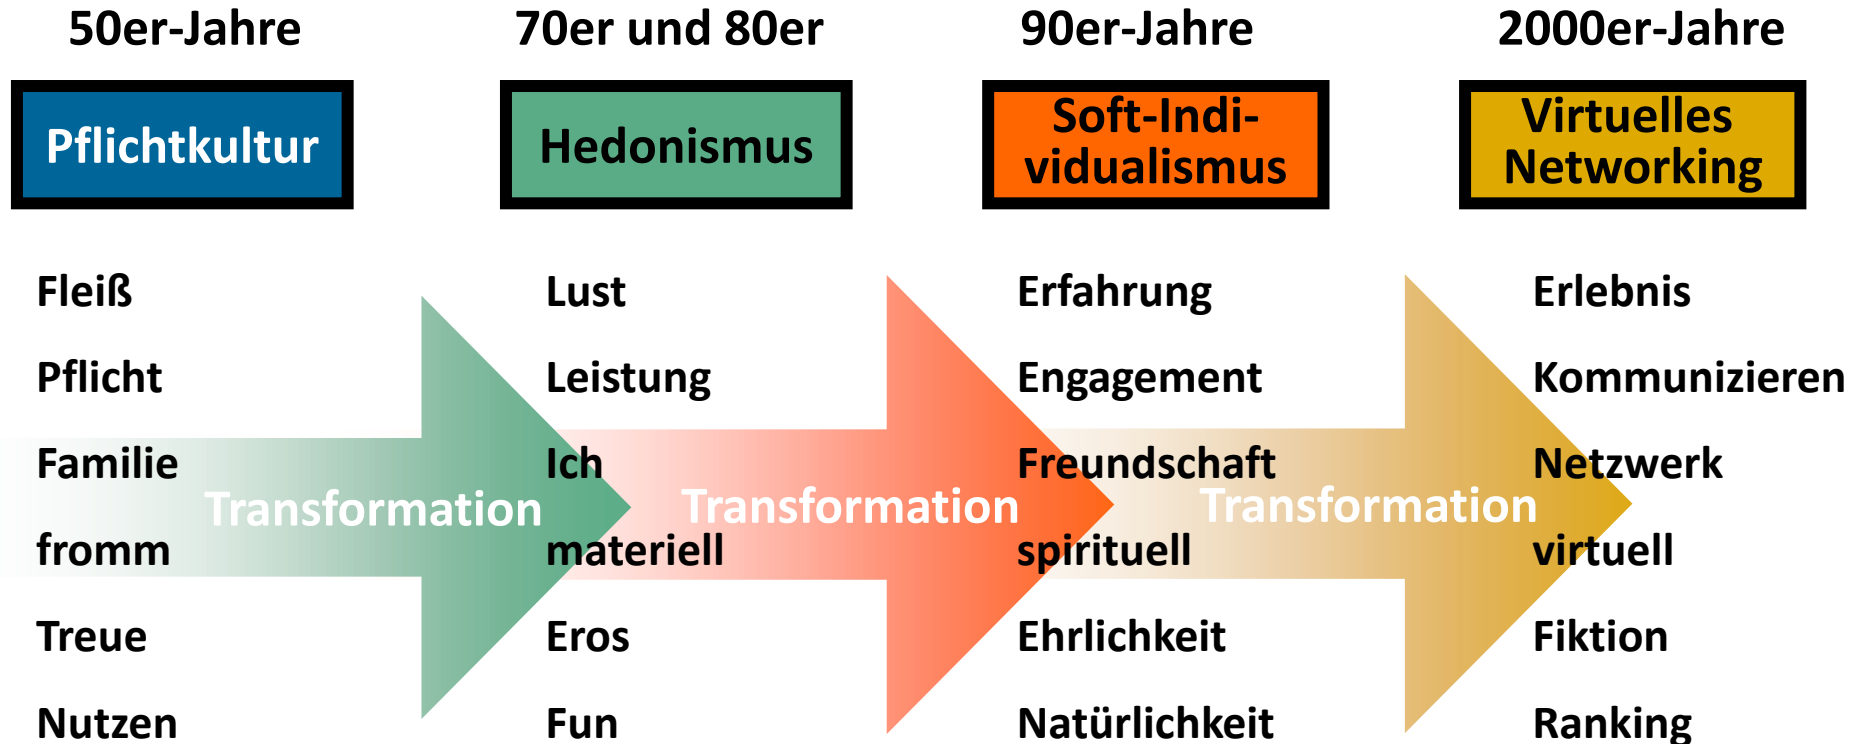 50er-Jahre
Pflichtkultur
Fleiß
Pflicht
Familie
fromm
Treue
Nutzen
Transformation
70er und 80er
Hedonismus
Lust
Leistung
Ich
materiell
Eros
Fun
Transformation
90er-Jahre
Soft-Indi-
vidualismus
Erfahrung
Engagement
Freundschaft
spirituell
Ehrlichkeit
Natürlichkeit
Transformation
2000er-Jahre
Virtuelles
Networking
Erlebnis
Kommunizieren
Netzwerk
virtuell
Fiktion
Ranking